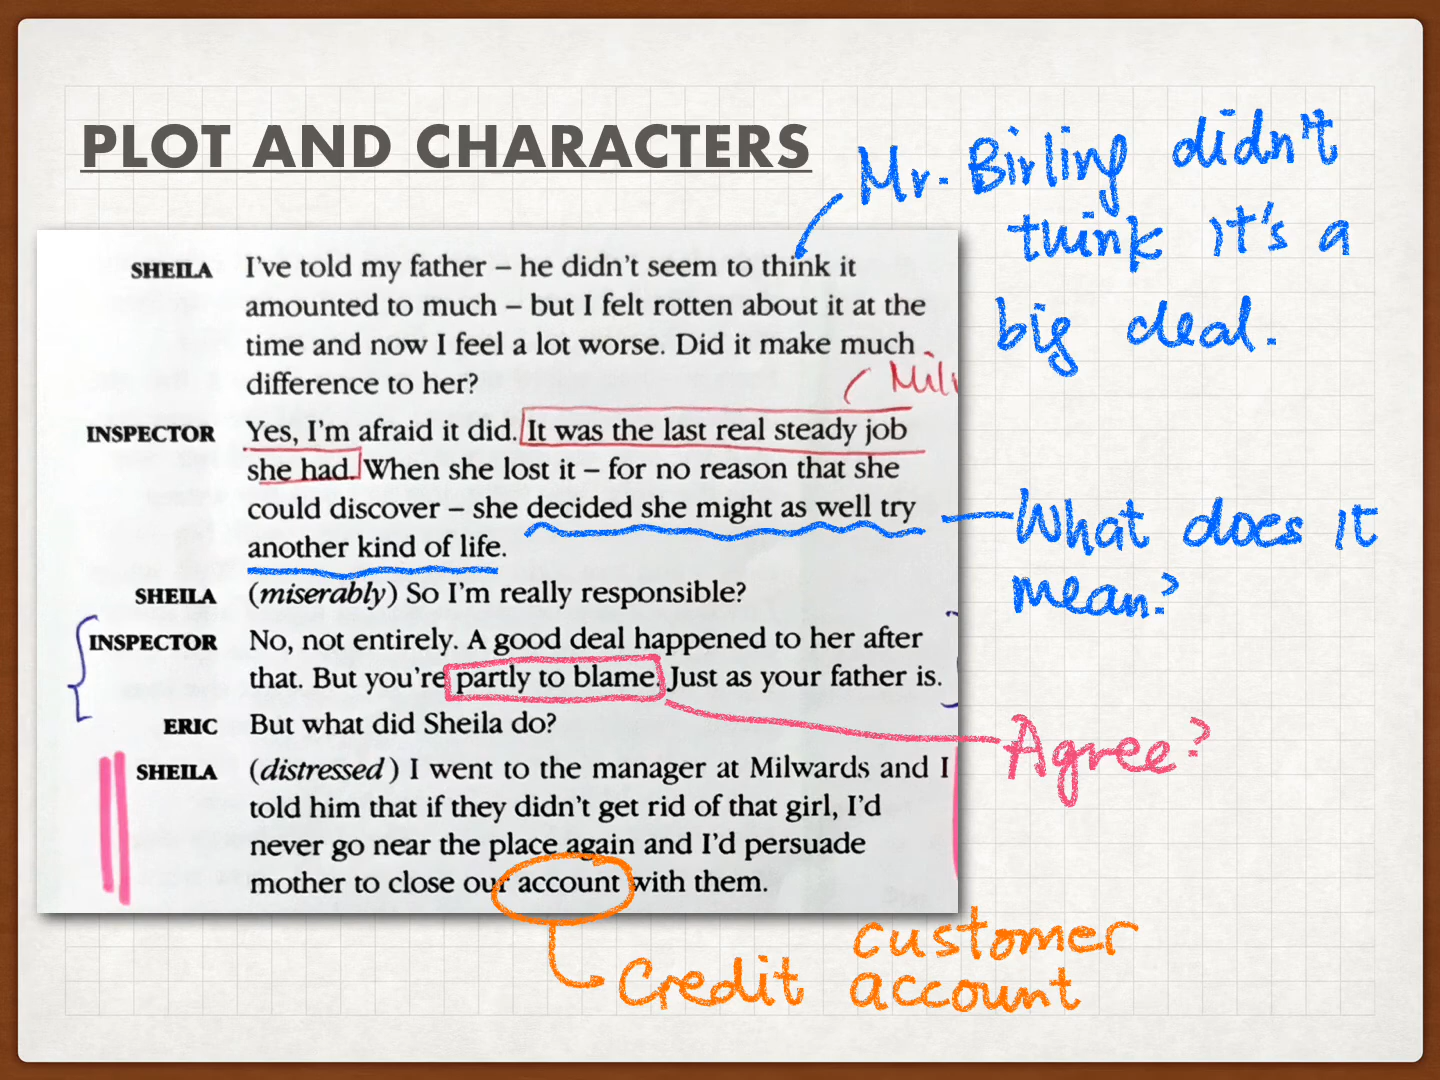 PLOT AND CHARACTERS
Mr. Birling didn't
think it's a
big deal.
SHEILA I've told my father – he didn't seem to think it
amounted to much – but I felt rotten about it at the
time and now I feel a lot worse. Did it make much
difference to her?
INSPECTOR Yes, I'm afraid it did. It was the last real steady job
she had. When she lost it – for no reason that she
could discover – she decided she might as well try
another kind of life.
What does it
mean?
SHEILA (miserably) So I'm really responsible?
INSPECTOR No, not entirely. A good deal happened to her after
that. But you're partly to blame. Just as your father is.
Agree?
ERIC But what did Sheila do?
SHEILA (distressed) I went to the manager at Milwards and I
told him that if they didn't get rid of that girl, I'd
never go near the place again and I'd persuade
mother to close our account with them.
customer
Credit account